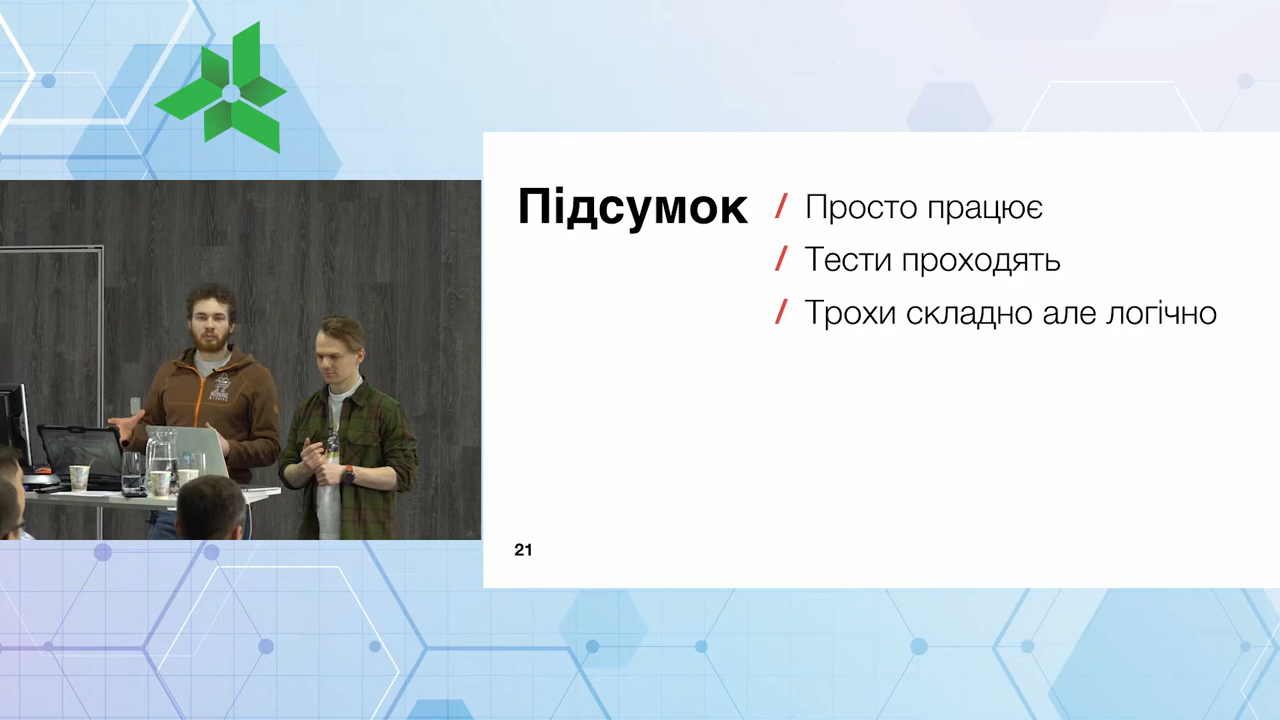 Підсумок
/ Просто працює
/ Тести проходять
/ Трохи складно але логічно
21